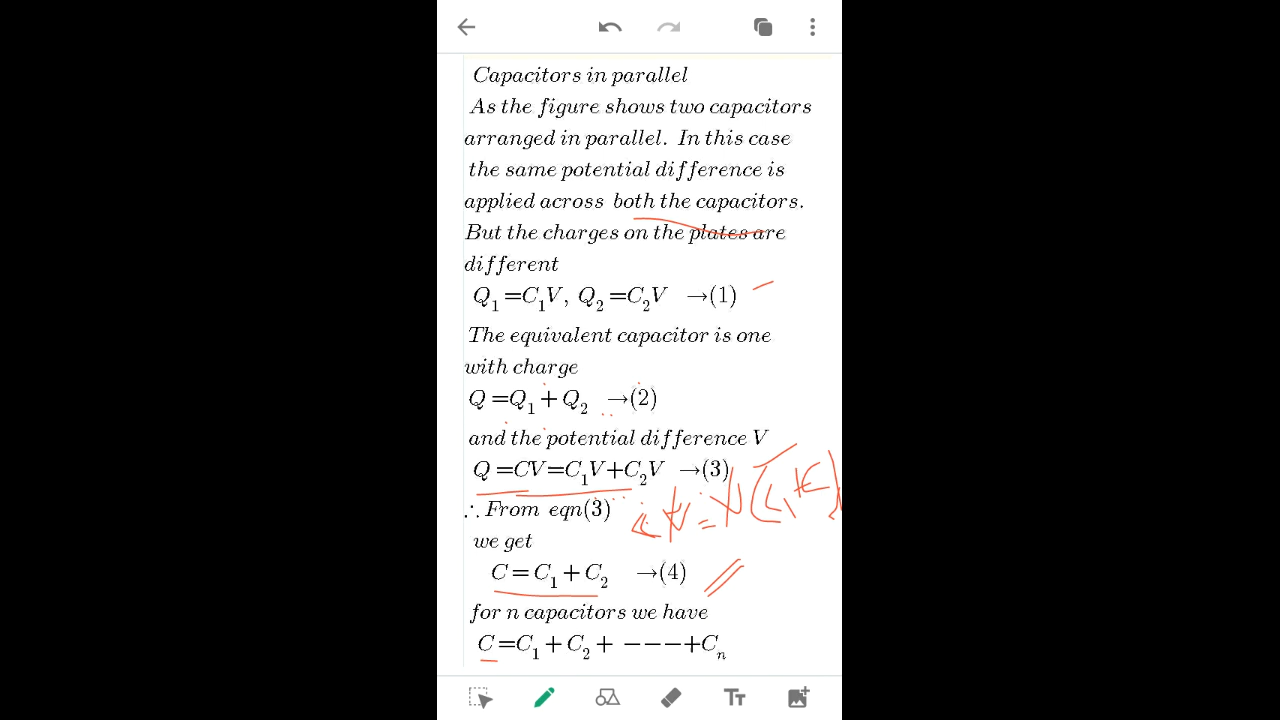 Capacitors in parallel
As the figure shows two capacitors
arranged in parallel. In this case
the same potential difference is
applied across both the capacitors.
But the charges on the plates are
different
Q₁=C₁V, Q₂=C₂V →(1)
The equivalent capacitor is one
with charge
Q=Q₁+Q₂ →(2)
and the potential difference V
Q=CV=C₁V+C₂V →(3)
∴ From eqn(3)
we get
C=C₁+C₂ →(4)
for n capacitors we have
C=C₁+C₂+ ---+Cₙ
Tт